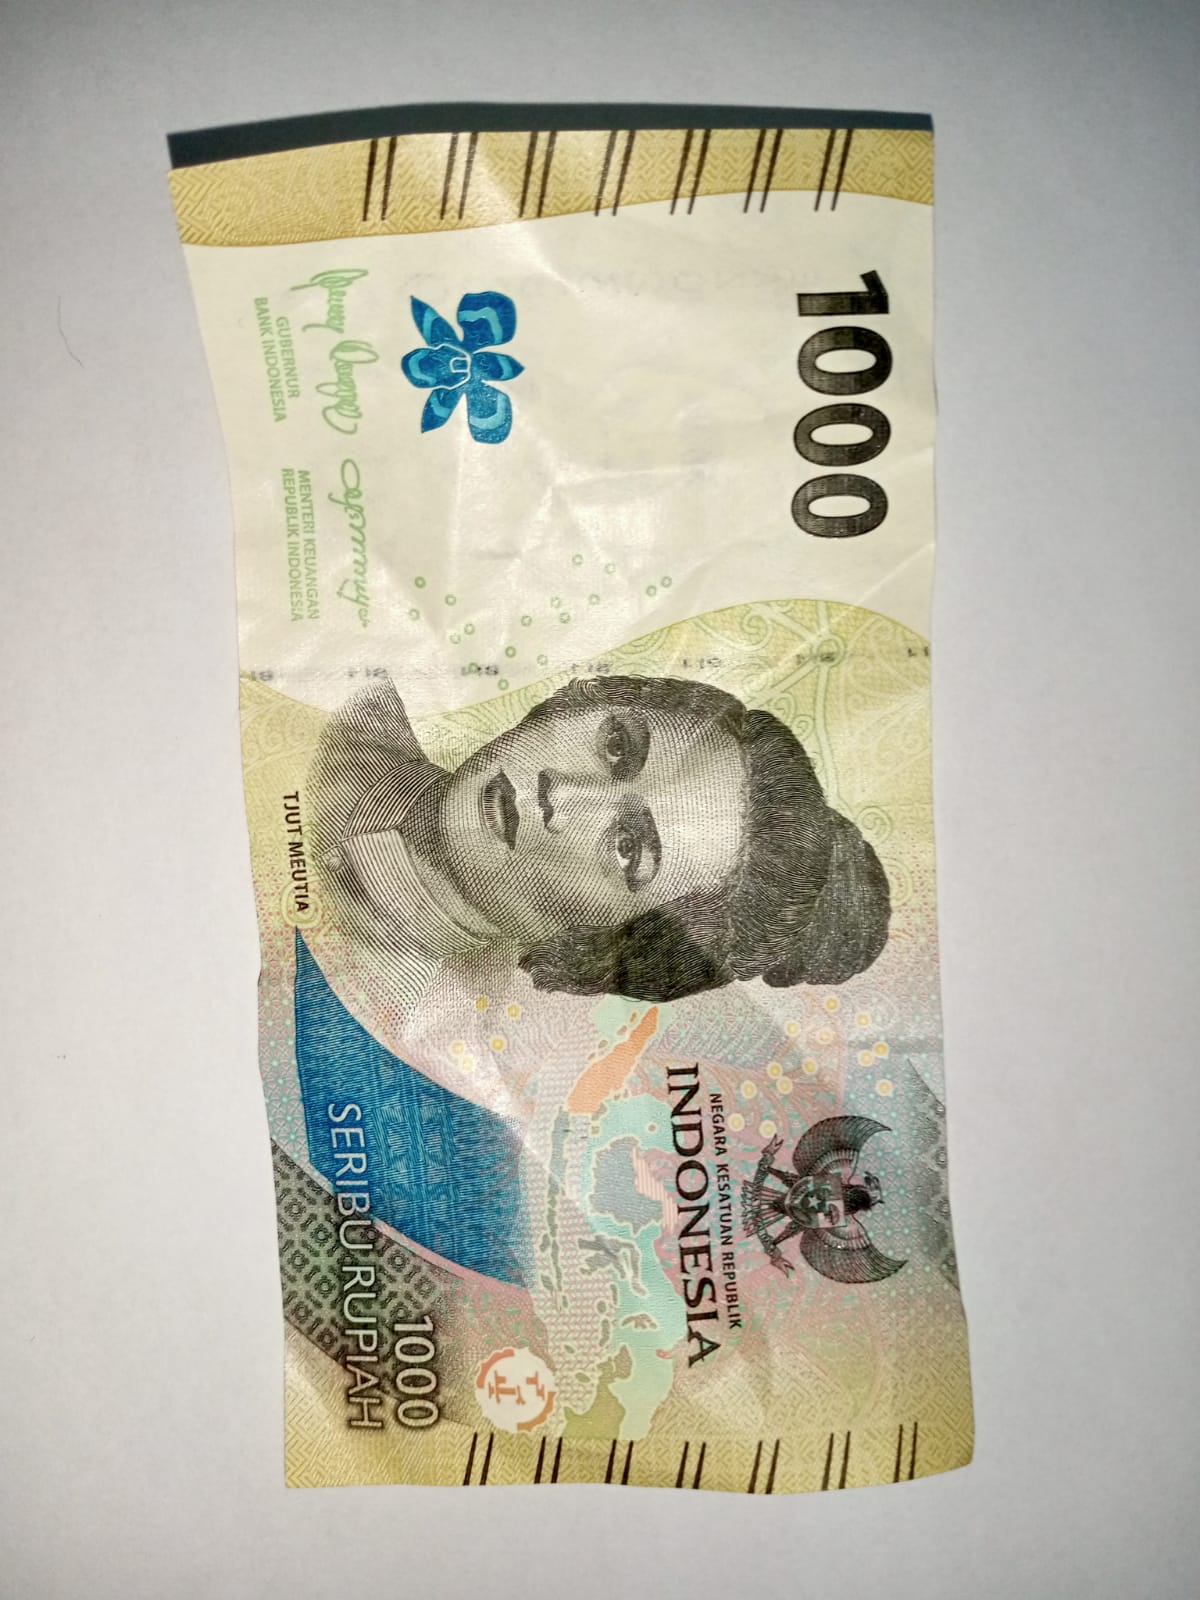 1000
GUBERNUR
BANK INDONESIA
MENTERI KEUANGAN
REPUBLIK INDONESIA
TJUT MEUTIA
NEGARA KESATUAN REPUBLIK
INDONESIA
1000
SERIBU RUPIAH